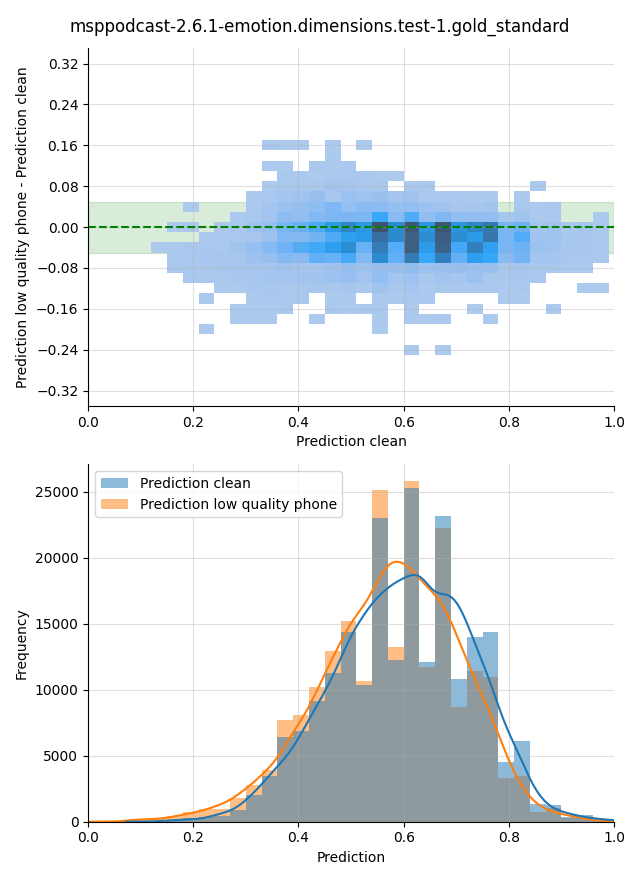 msppodcast-2.6.1-emotion.dimensions.test-1.gold_standard
Prediction low quality phone - Prediction clean
0.32
0.24
0.16
0.08
0.00
−0.08
−0.16
−0.24
−0.32
0.0 0.2 0.4 0.6 0.8 1.0
Prediction clean
Frequency
25000
20000
15000
10000
5000
0
Prediction clean
Prediction low quality phone
0.0 0.2 0.4 0.6 0.8 1.0
Prediction